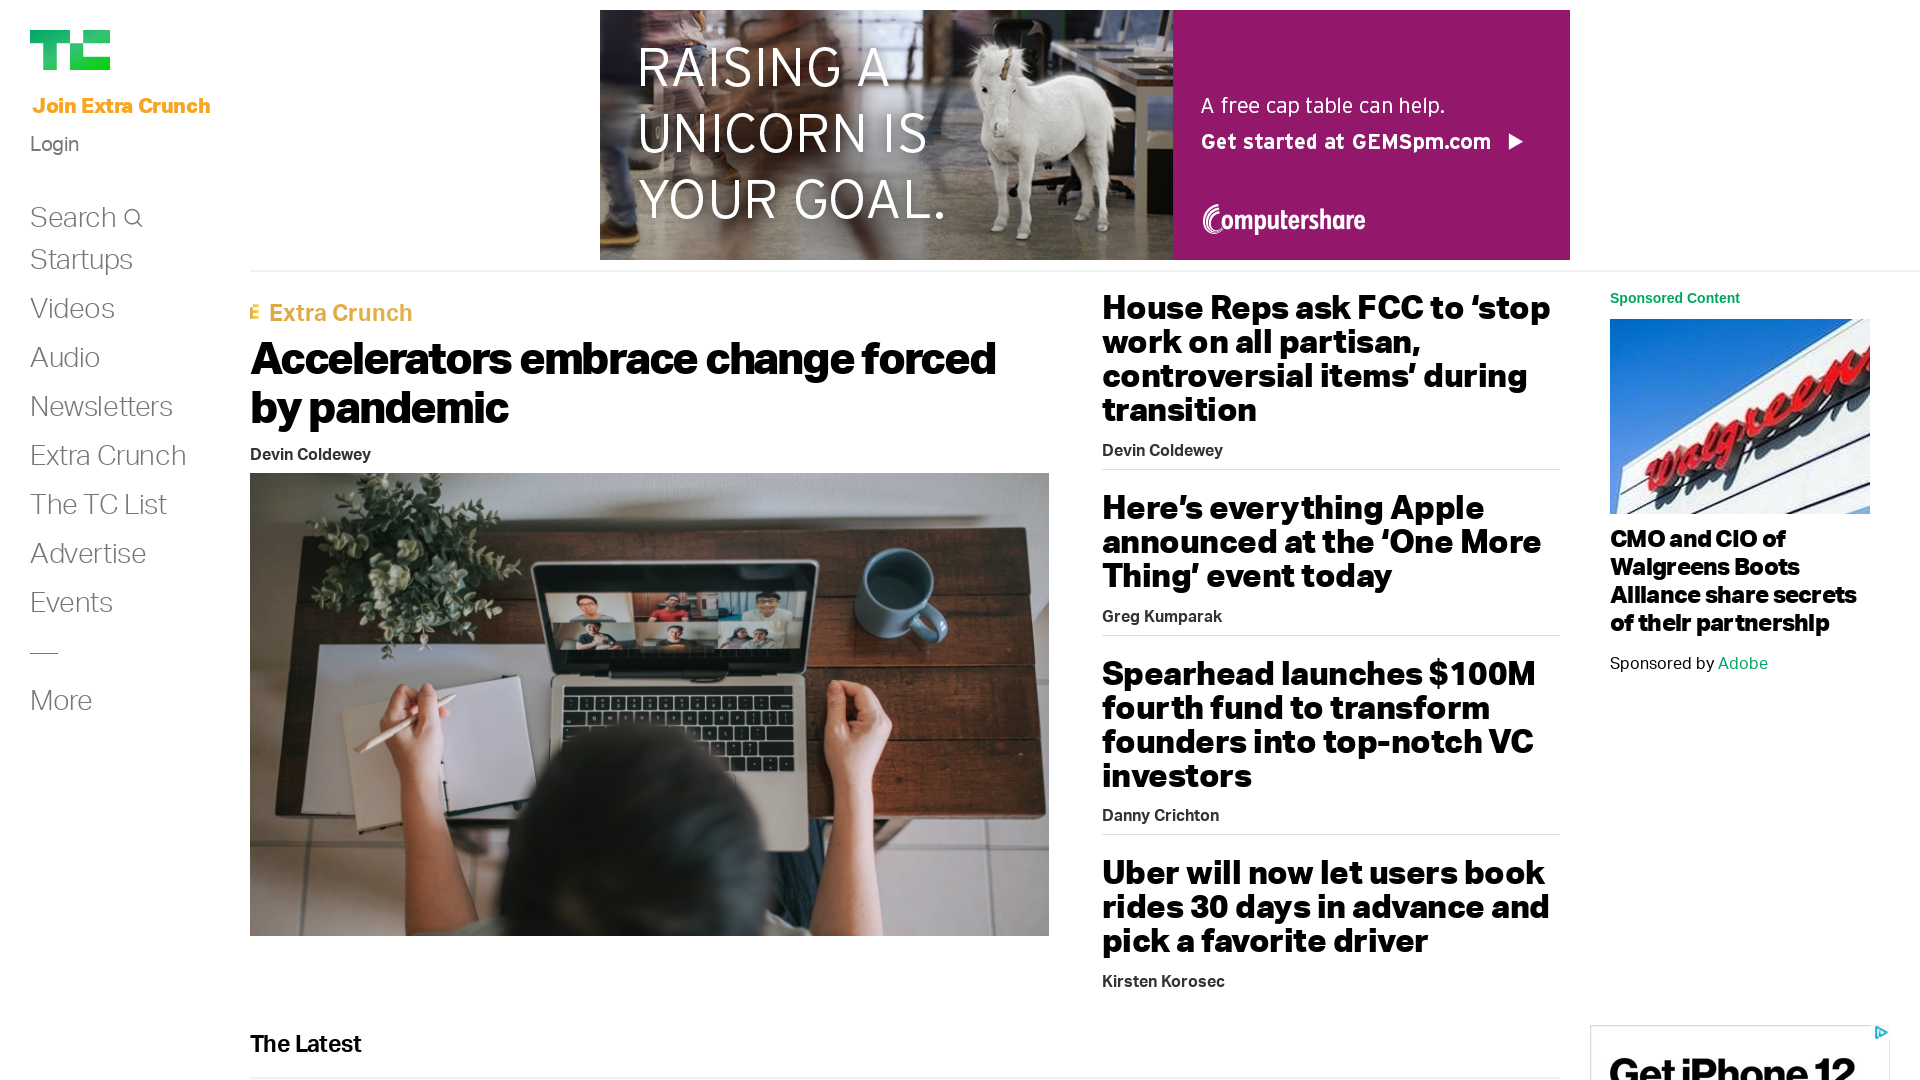 TC
Join Extra Crunch
Login
Search
Startups
Videos
Audio
Newsletters
Extra Crunch
The TC List
Advertise
Events
—
More
RAISING A
UNICORN IS
YOUR GOAL.
A free cap table can help.
Get started at GEMSpm.com
Computershare
Extra Crunch
Accelerators embrace change forced
by pandemic
Devin Coldewey
House Reps ask FCC to ‘stop
work on all partisan,
controversial items’ during
transition
Devin Coldewey
Here’s everything Apple
announced at the ‘One More
Thing’ event today
Greg Kumparak
Spearhead launches $100M
fourth fund to transform
founders into top-notch VC
investors
Danny Crichton
Uber will now let users book
rides 30 days in advance and
pick a favorite driver
Kirsten Korosec
Sponsored Content
Walgreens
CMO and CIO of
Walgreens Boots
Alliance share secrets
of their partnership
Sponsored by Adobe
The Latest
Get iPhone 12